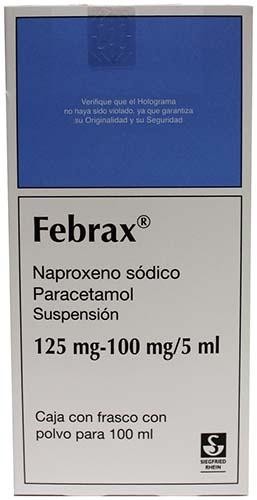 Verifique que el Holograma
no haya sido violado, ya que garantiza
su Originalidad y su Seguridad
Febrax®
Naproxeno sódico
Paracetamol
Suspensión
125 mg-100 mg/5 ml
Caja con frasco con
polvo para 100 ml
SIEGFRIED
RHEIN